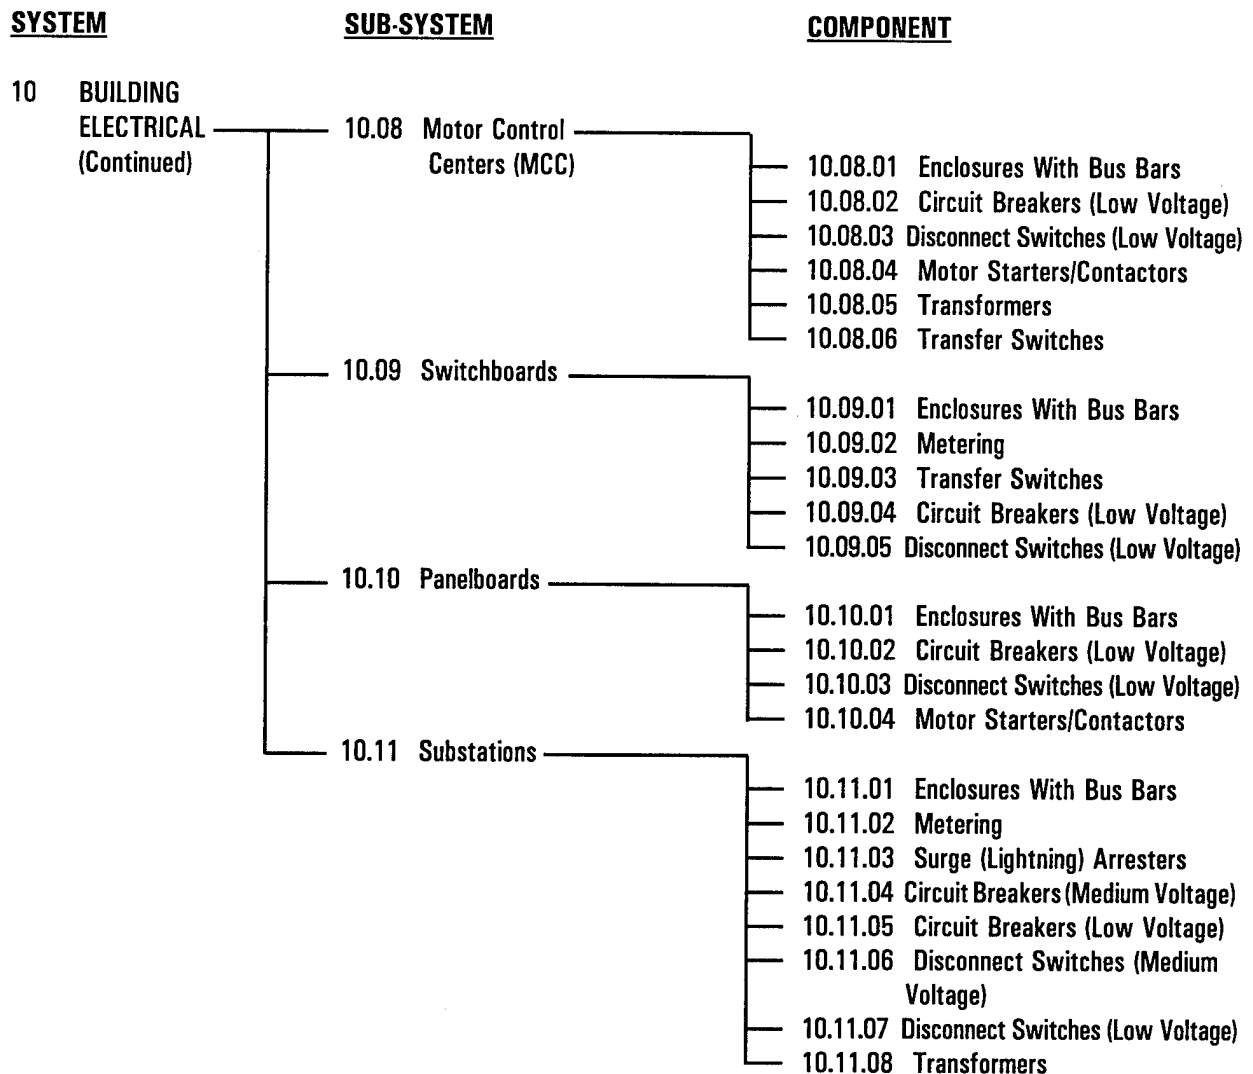 SYSTEM SUB-SYSTEM COMPONENT
10 BUILDING
ELECTRICAL 10.08 Motor Control
(Continued) Centers (MCC)
10.08.01 Enclosures With Bus Bars
10.08.02 Circuit Breakers (Low Voltage)
10.08.03 Disconnect Switches (Low Voltage)
10.08.04 Motor Starters/Contactors
10.08.05 Transformers
10.08.06 Transfer Switches
10.09 Switchboards
10.09.01 Enclosures With Bus Bars
10.09.02 Metering
10.09.03 Transfer Switches
10.09.04 Circuit Breakers (Low Voltage)
10.09.05 Disconnect Switches (Low Voltage)
10.10 Panelboards
10.10.01 Enclosures With Bus Bars
10.10.02 Circuit Breakers (Low Voltage)
10.10.03 Disconnect Switches (Low Voltage)
10.10.04 Motor Starters/Contactors
10.11 Substations
10.11.01 Enclosures With Bus Bars
10.11.02 Metering
10.11.03 Surge (Lightning) Arresters
10.11.04 Circuit Breakers (Medium Voltage)
10.11.05 Circuit Breakers (Low Voltage)
10.11.06 Disconnect Switches (Medium
Voltage)
10.11.07 Disconnect Switches (Low Voltage)
10.11.08 Transformers